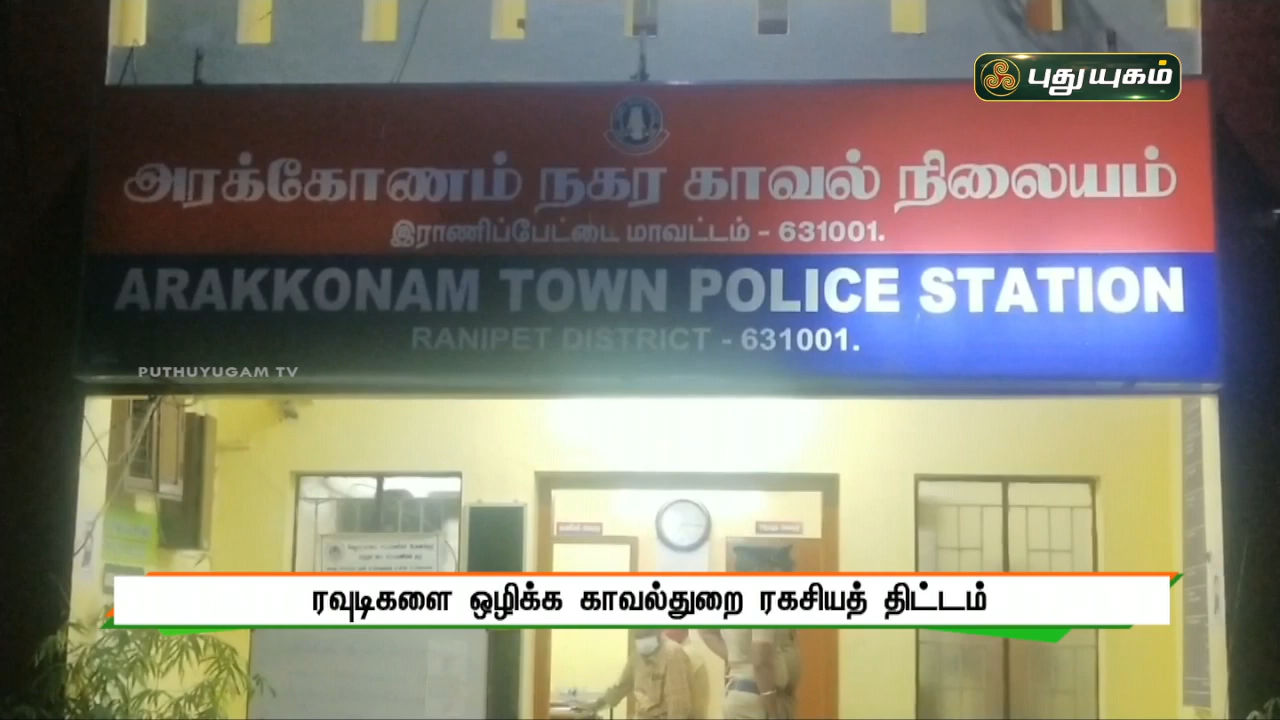 புதுயுகம்
அரக்கோணம் நகர காவல் நிலையம்
இராணிப்பேட்டை மாவட்டம் - 631001.
ARAKKONAM TOWN POLICE STATION
RANIPET DISTRICT - 631001.
PUTHUYUGAM TV
ரவுடிகளை ஒழிக்க காவல்துறை ரகசியத் திட்டம்